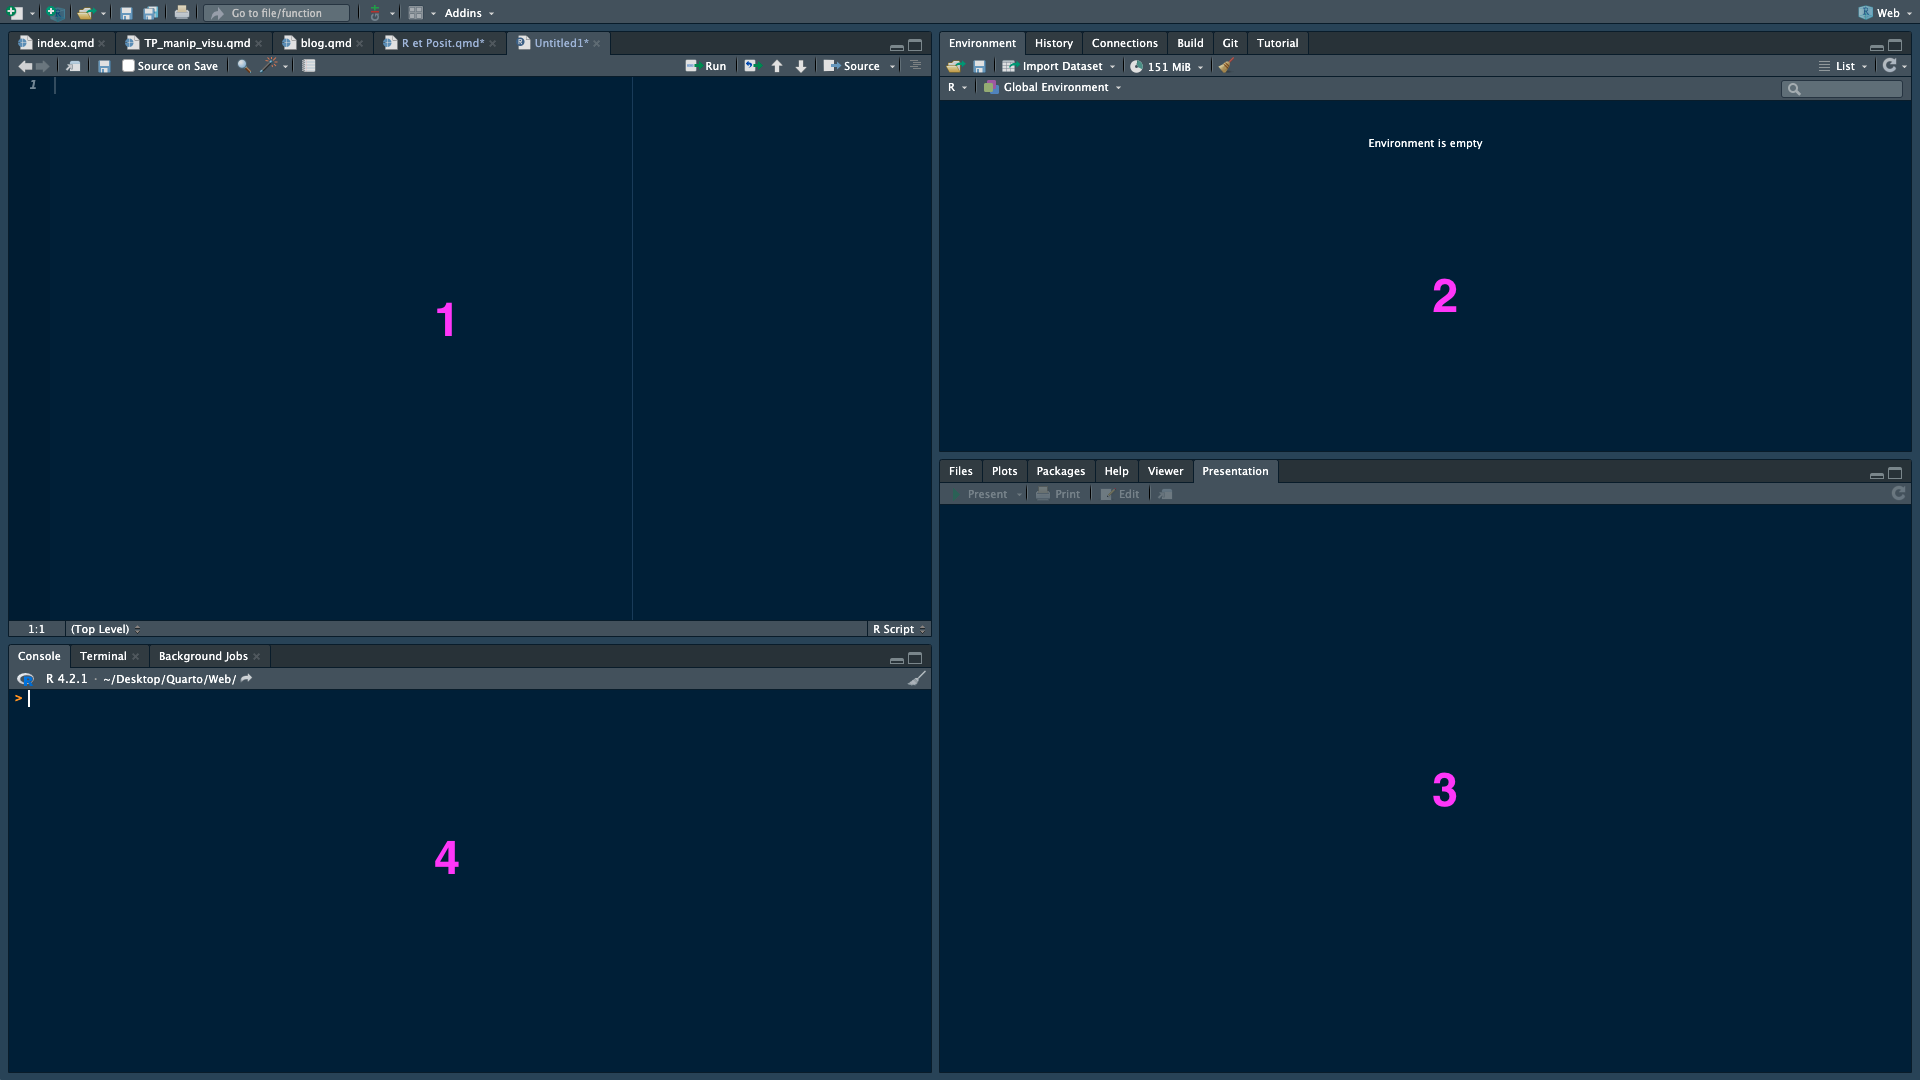 Go to file/function Addins Web
index.qmd TP_manip_visu.qmd blog.qmd R et Posit.qmd* Untitled1*
Source on Save Run Source
1
1
1:1 (Top Level) R Script
Console Terminal Background Jobs
R 4.2.1 · ~/Desktop/Quarto/Web/
>
4
Environment History Connections Build Git Tutorial
Import Dataset 151 MiB List
R Global Environment
Environment is empty
2
Files Plots Packages Help Viewer Presentation
Present Print Edit
3